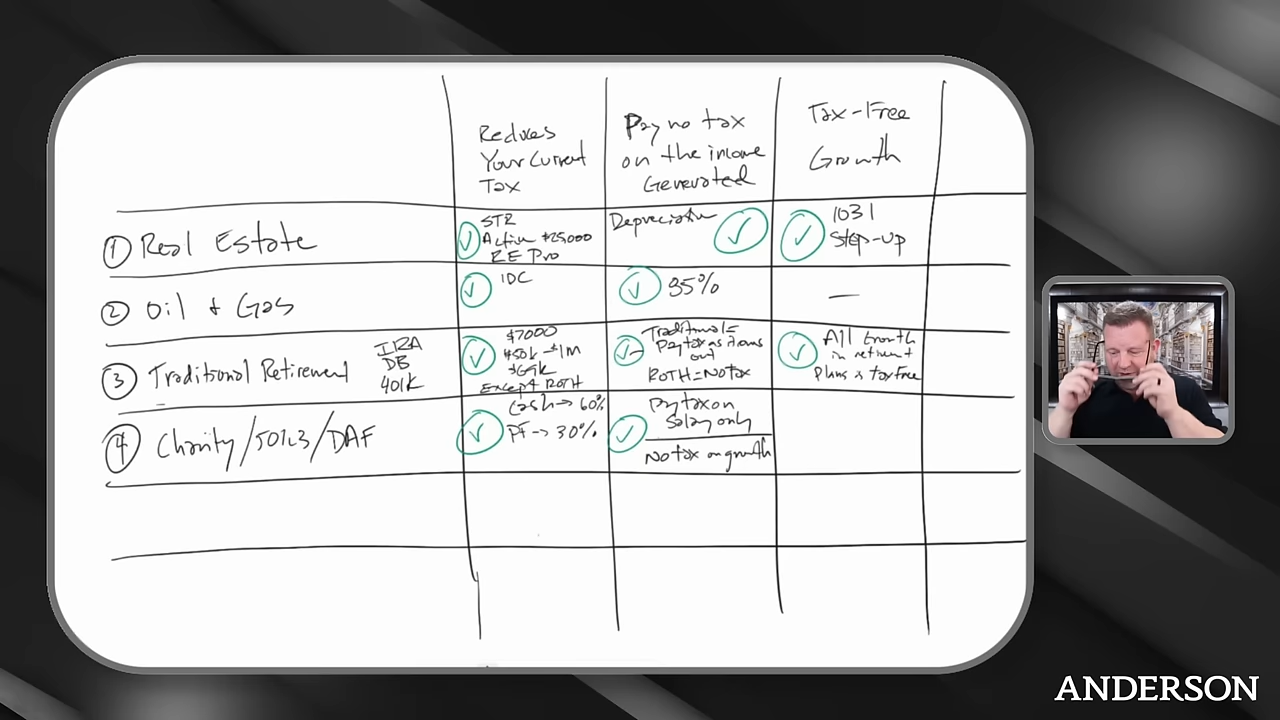 Reduces
Your Current
Tax
Pay no tax
on the income
Generated
Tax-Free
Growth
① Real Estate
STR
Active $25000
RE Pro
Depreciation
1031
Step-up
② Oil + Gas
IDC
35%
—
③ Traditional Retirement
IRA
DB
401K
$7000
$50k - $1m
$69k
Except ROTH
Traditional =
Pay tax as it comes
out
ROTH = No tax
All Growth
in retirement
Plans is tax free
④ Charity/501c3/DAF
Cash → 60%
PF → 30%
Pay tax on
Salary only
No tax on growth
ANDERSON